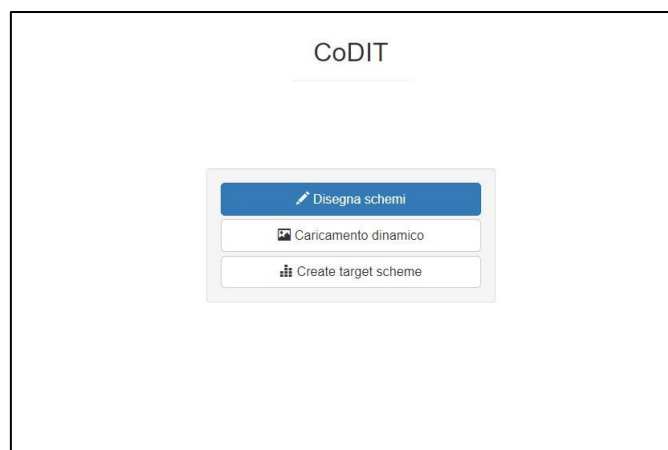 CoDIT
Disegna schemi
Caricamento dinamico
Create target scheme